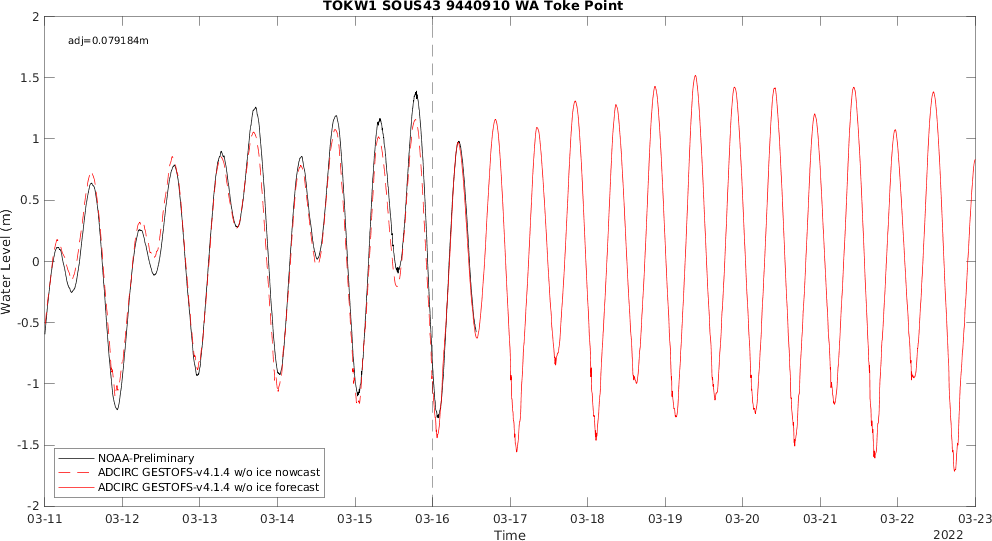 TOKW1 SOUS43 9440910 WA Toke Point
adj=0.079184m
2
1.5
1
0.5
0
-0.5
-1
-1.5
-2
Water Level (m)
NOAA-Preliminary
ADCIRC GESTOFS-v4.1.4 w/o ice nowcast
ADCIRC GESTOFS-v4.1.4 w/o ice forecast
03-11 03-12 03-13 03-14 03-15 03-16 03-17 03-18 03-19 03-20 03-21 03-22 03-23
Time
2022